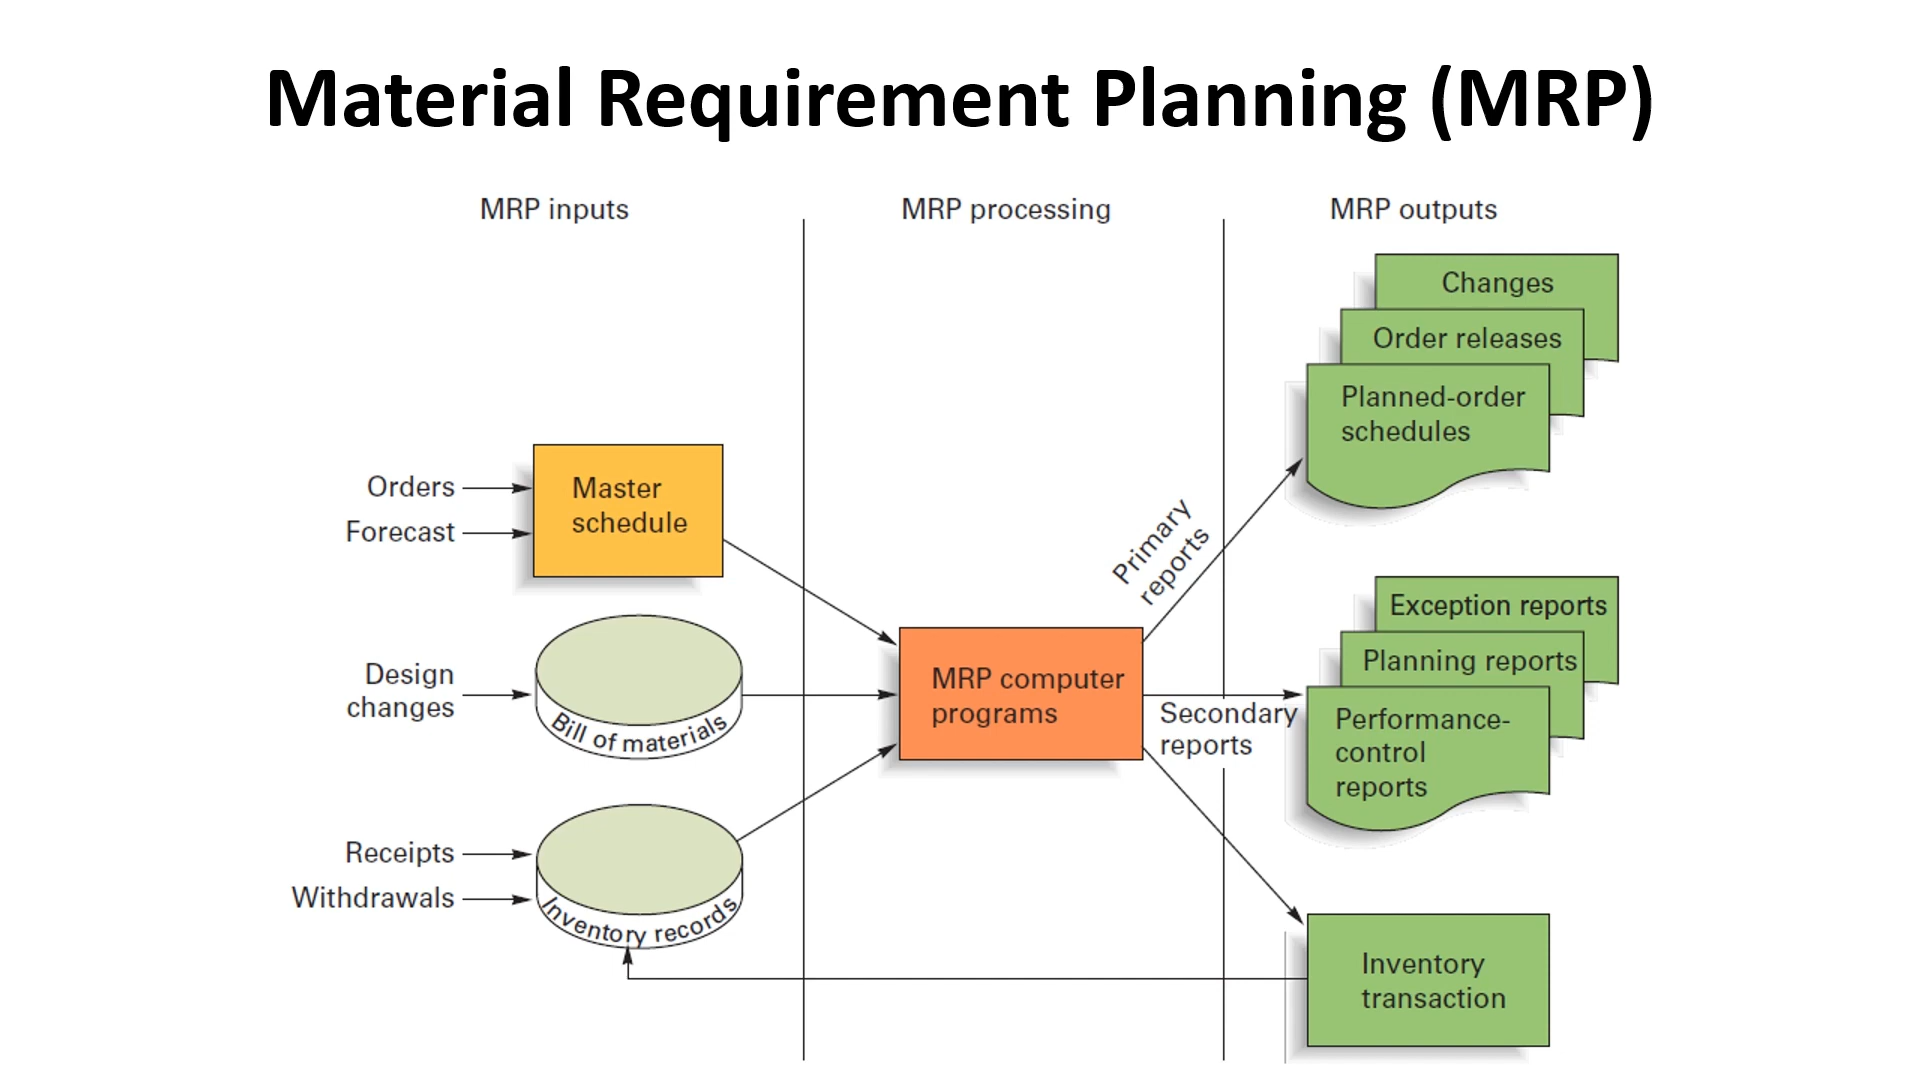 Material Requirement Planning (MRP)
MRP inputs
MRP processing
MRP outputs
Changes
Order releases
Planned-order
schedules
Orders
Forecast
Master
schedule
Primary
reports
Exception reports
Planning reports
Performance-
control
reports
Design
changes
Bill of materials
MRP computer
programs
Secondary
reports
Receipts
Withdrawals
Inventory records
Inventory
transaction